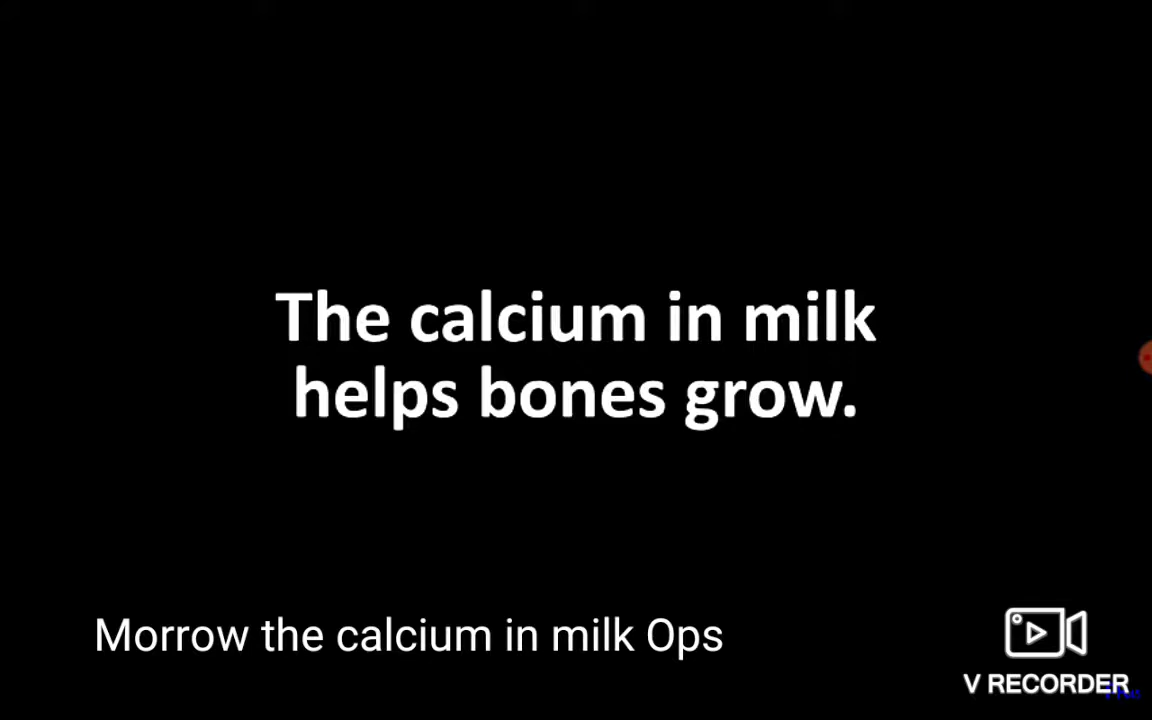 The calcium in milk
helps bones grow.
Morrow the calcium in milk Ops
V RECORDER